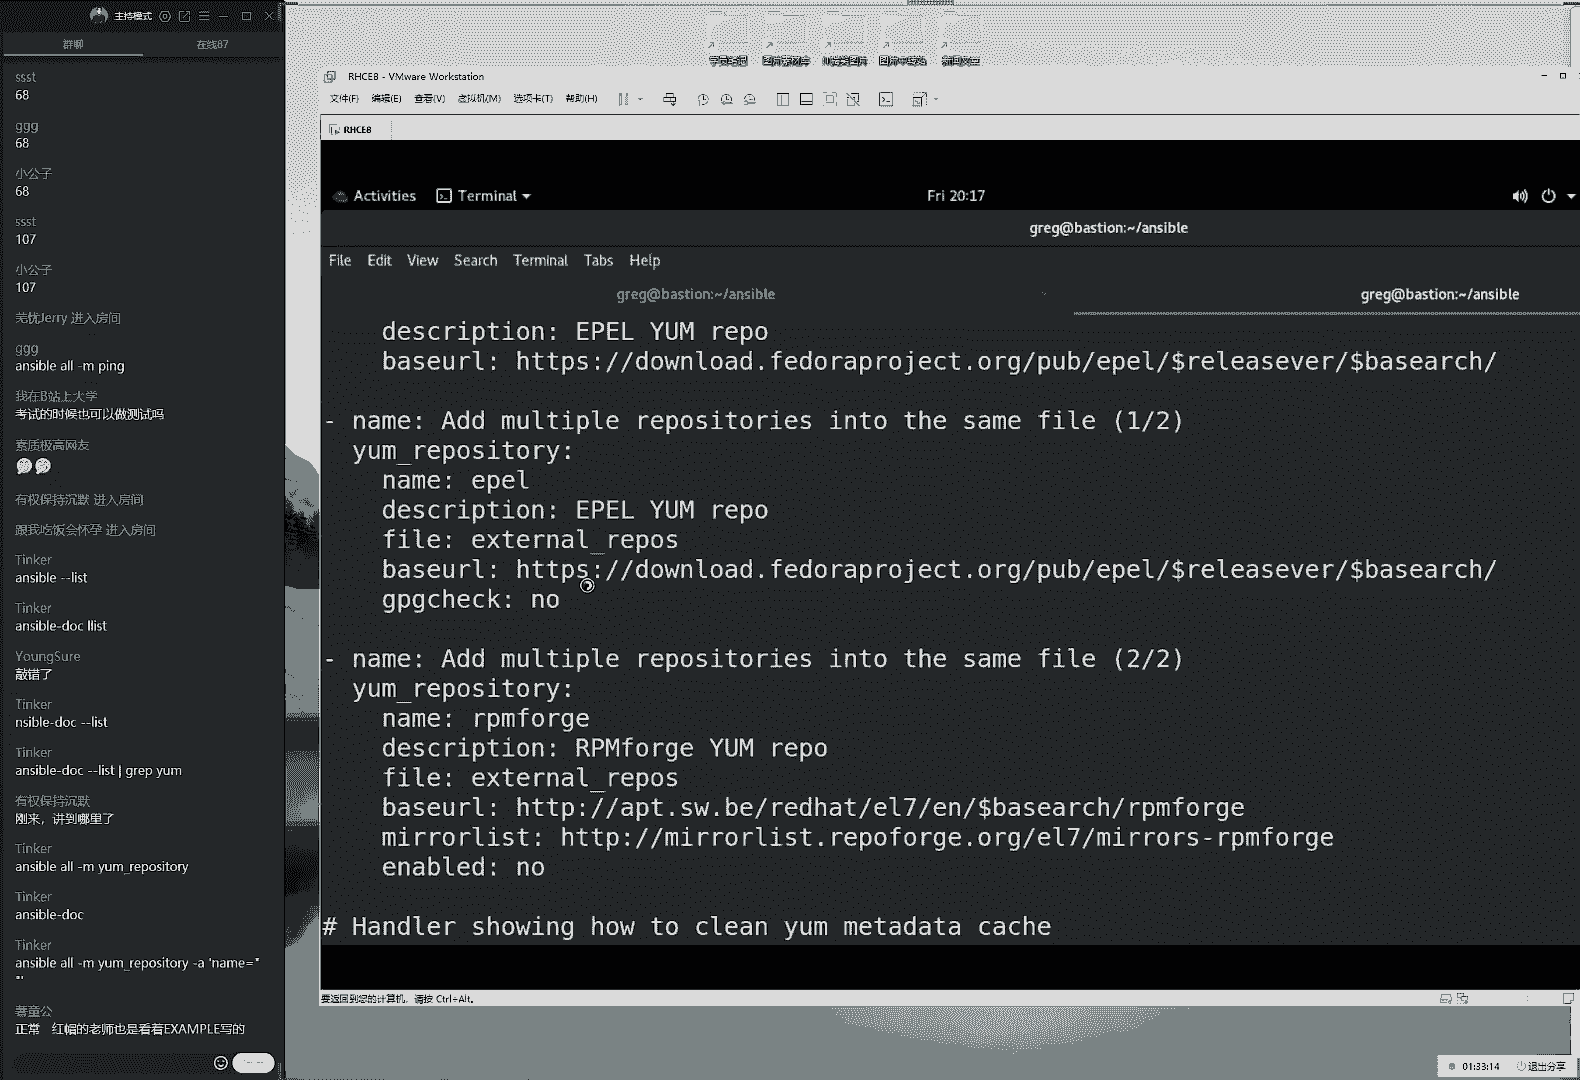 主持模式
群聊
在线87
ssst
68
ggg
68
小公子
68
ssst
107
小公子
107
羌忧Jerry 进入房间
ggg
ansible all -m ping
我在B站上大学
考试的时候也可以做测试吗
素质极高网友
有权保持沉默 进入房间
跟我吃饭会怀孕 进入房间
Tinker
ansible --list
Tinker
ansible-doc llist
YoungSure
敲错了
Tinker
nsible-doc --list
Tinker
ansible-doc --list | grep yum
有权保持沉默
刚来，讲到哪里了
Tinker
ansible all -m yum_repository
Tinker
ansible-doc
Tinker
ansible all -m yum_repository -a 'name="
"'
正常 红帽的老师也是看着EXAMPLE写的
RHCE8 - VMware Workstation
文件(F) 编辑(E) 查看(V) 虚拟机(M) 选项卡(T) 帮助(H)
RHCE8
Activities Terminal Fri 20:17
greg@bastion:~/ansible
File Edit View Search Terminal Tabs Help
greg@bastion:~/ansible greg@bastion:~/ansible
description: EPEL YUM repo
baseurl: https://download.fedoraproject.org/pub/epel/$releasever/$basearch/
- name: Add multiple repositories into the same file (1/2)
yum_repository:
name: epel
description: EPEL YUM repo
file: external_repos
baseurl: https://download.fedoraproject.org/pub/epel/$releasever/$basearch/
gpgcheck: no
- name: Add multiple repositories into the same file (2/2)
yum_repository:
name: rpmforge
description: RPMforge YUM repo
file: external_repos
baseurl: http://apt.sw.be/redhat/el7/en/$basearch/rpmforge
mirrorlist: http://mirrorlist.repoforge.org/el7/mirrors-rpmforge
enabled: no
# Handler showing how to clean yum metadata cache
要返回到您的计算机，请按 Ctrl+Alt。
01:33:14 退出分享